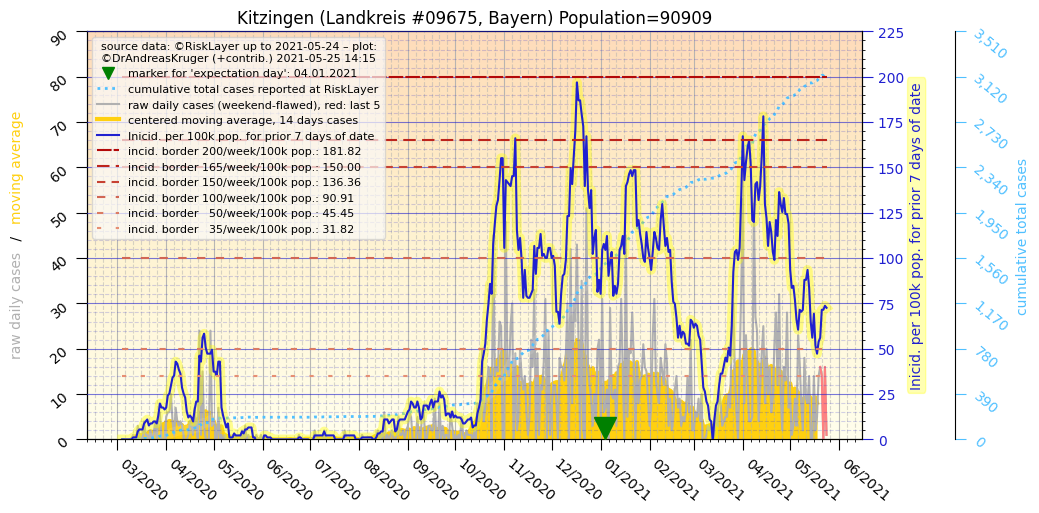 Kitzingen (Landkreis #09675, Bayern) Population=90909
source data: ©RiskLayer up to 2021-05-24 – plot:
©DrAndreasKruger (+contrib.) 2021-05-25 14:15
marker for 'expectation day': 04.01.2021
cumulative total cases reported at RiskLayer
raw daily cases (weekend-flawed), red: last 5
centered moving average, 14 days cases
Inicid. per 100k pop. for prior 7 days of date
incid. border 200/week/100k pop.: 181.82
incid. border 165/week/100k pop.: 150.00
incid. border 150/week/100k pop.: 136.36
incid. border 100/week/100k pop.: 90.91
incid. border   50/week/100k pop.: 45.45
incid. border   35/week/100k pop.: 31.82
raw daily cases / moving average
90
80
70
60
50
40
30
20
10
0
03/2020
04/2020
05/2020
06/2020
07/2020
08/2020
09/2020
10/2020
11/2020
12/2020
01/2021
02/2021
03/2021
04/2021
05/2021
06/2021
225
200
175
150
125
100
75
50
25
0
Inicid. per 100k pop. for prior 7 days of date
3,510
3,120
2,730
2,340
1,950
1,560
1,170
780
390
0
cumulative total cases